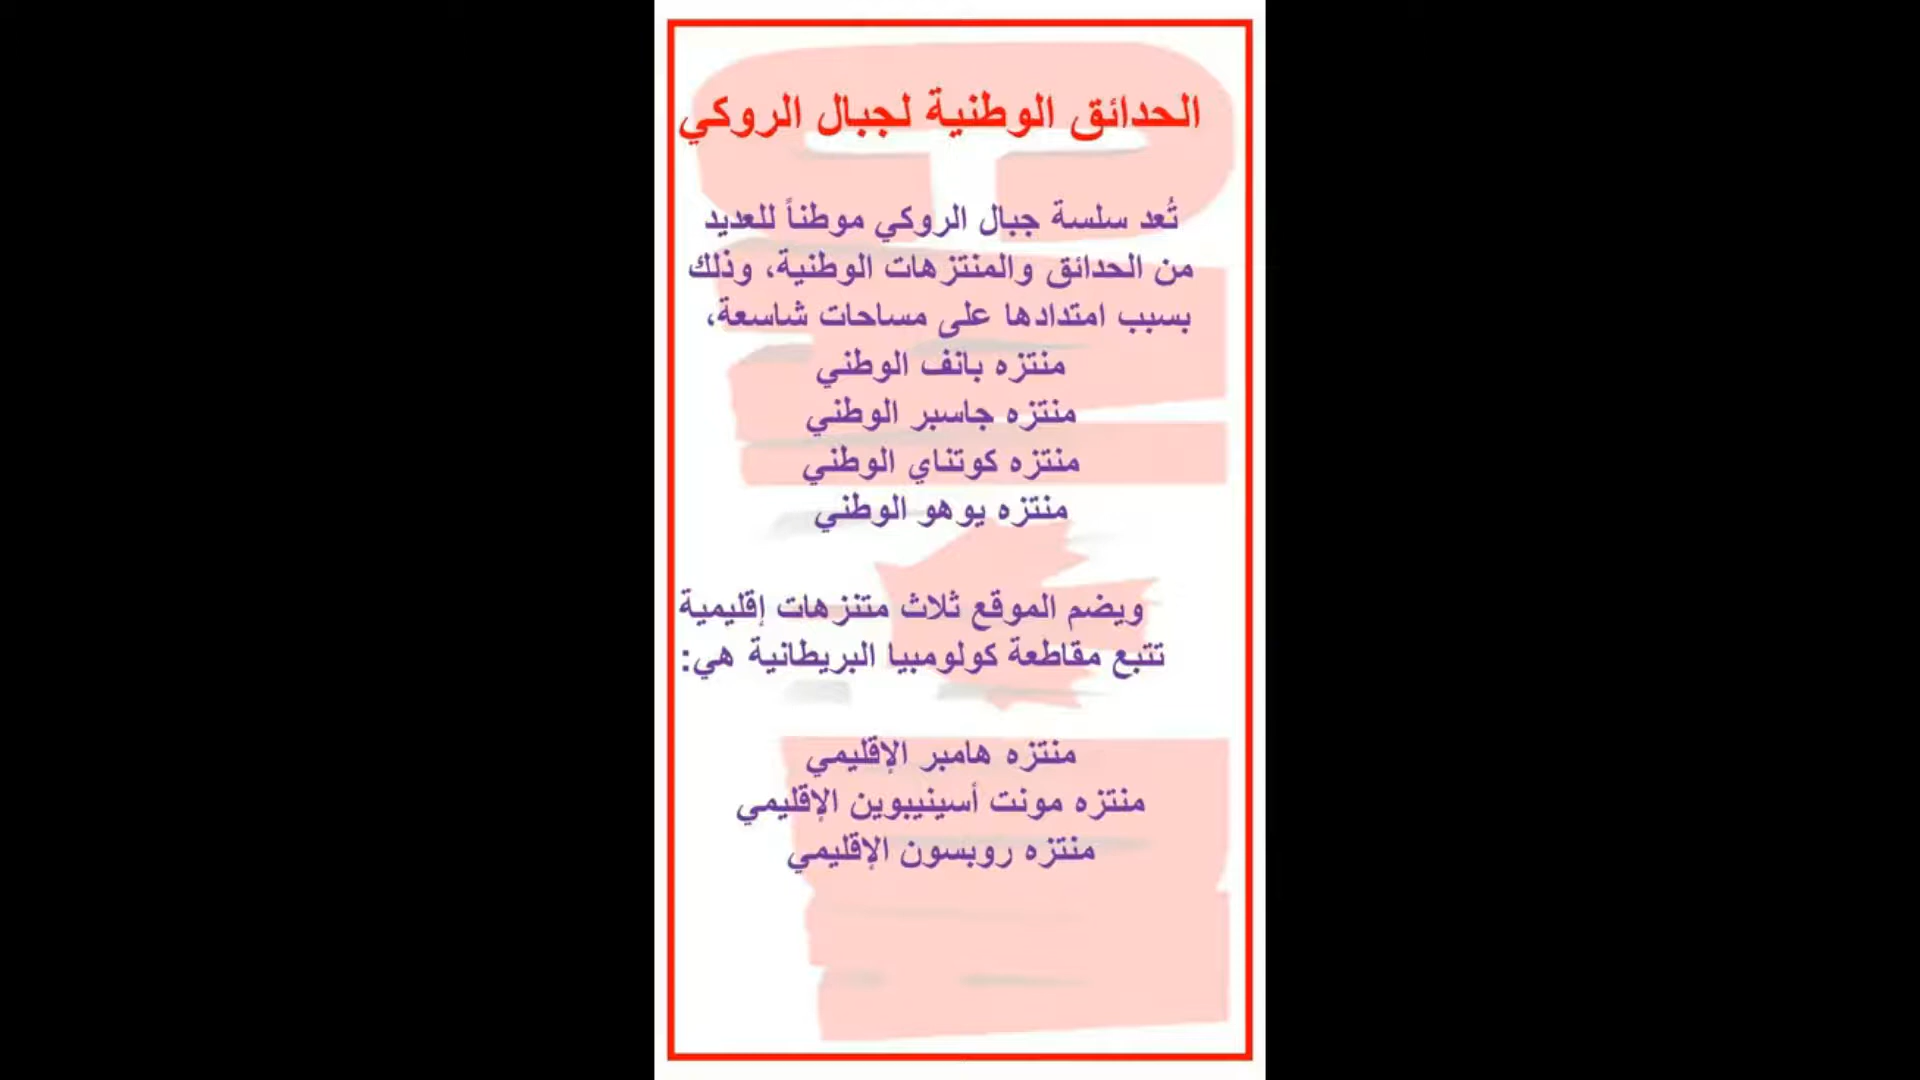 الحدائق الوطنية لجبال الروكي
تُعد سلسة جبال الروكي موطناً للعديد
من الحدائق والمنتزهات الوطنية، وذلك
بسبب امتدادها على مساحات شاسعة،
منتزه بانف الوطني
منتزه جاسبر الوطني
منتزه كوتناي الوطني
منتزه يوهو الوطني
ويضم الموقع ثلاث متنزهات إقليمية
تتبع مقاطعة كولومبيا البريطانية هي:
منتزه هامبر الإقليمي
منتزه مونت أسينيبوين الإقليمي
منتزه روبسون الإقليمي